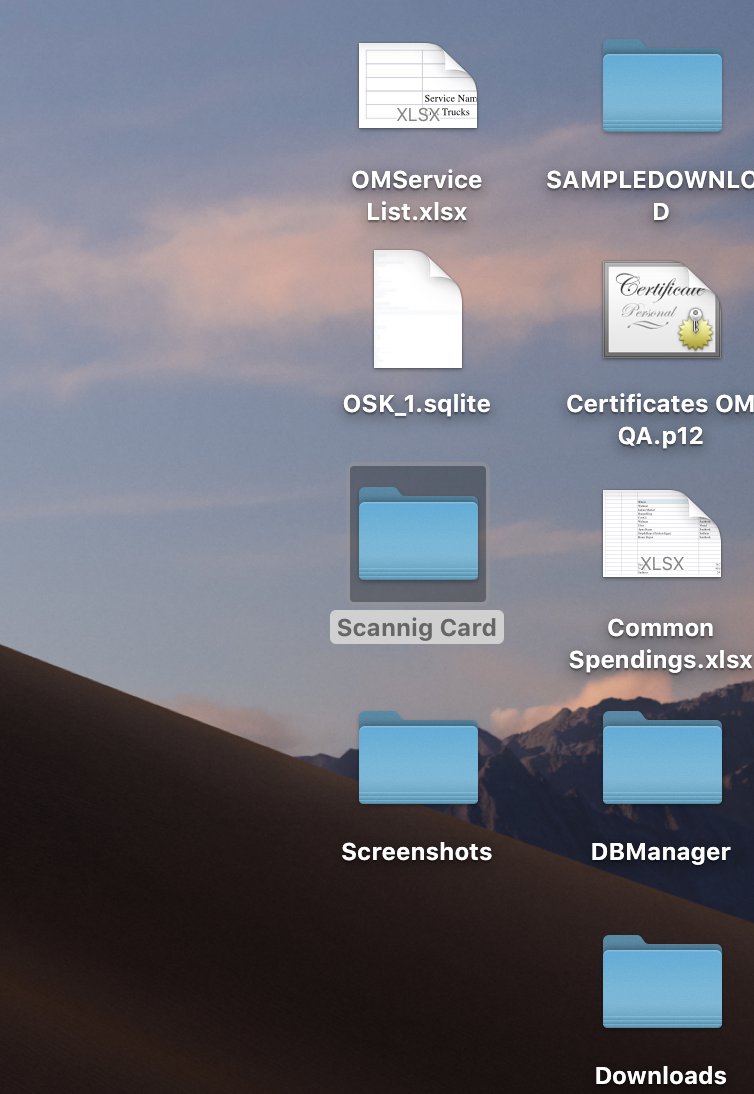 Service Nam
Trucks
XLSX
OMService
List.xlsx
SAMPLEDOWNLO
D
Certificate
Personal
OSK_1.sqlite
Certificates OM
QA.p12
XLSX
Scannig Card
Common
Spendings.xlsx
Screenshots
DBManager
Downloads